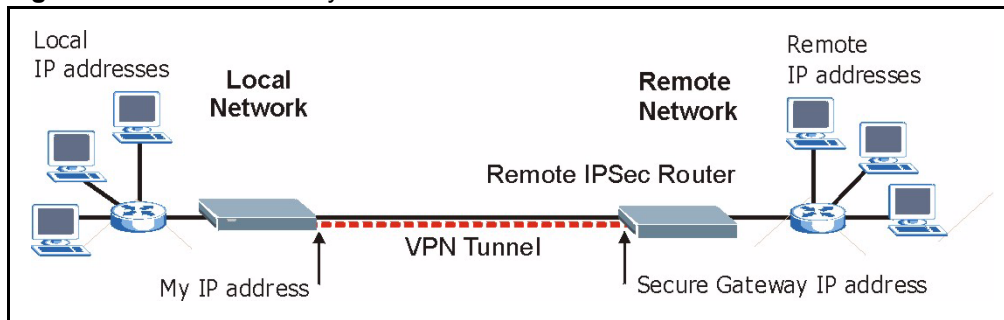 Local
IP addresses
Local
Network
Remote
Network
Remote
IP addresses
Remote IPSec Router
VPN Tunnel
My IP address
Secure Gateway IP address